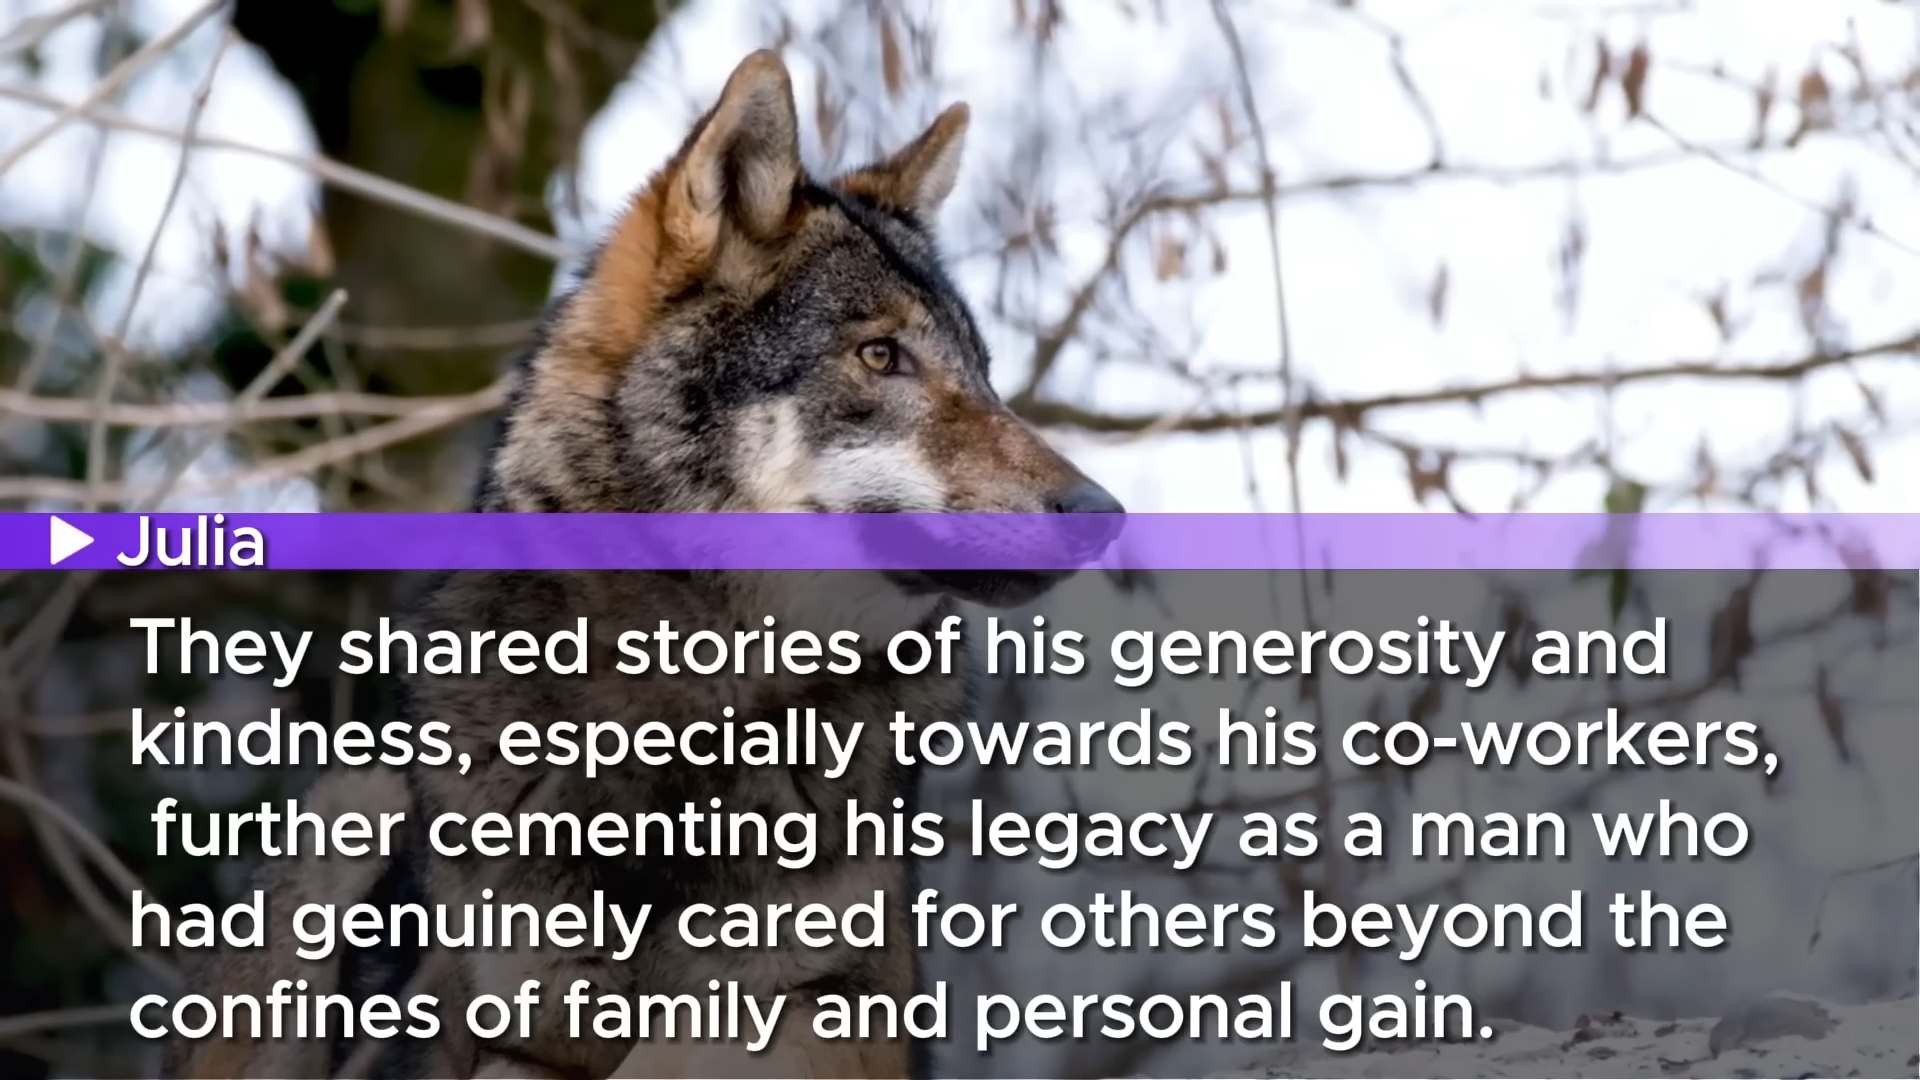 Julia
They shared stories of his generosity and
kindness, especially towards his co-workers,
further cementing his legacy as a man who
had genuinely cared for others beyond the
confines of family and personal gain.